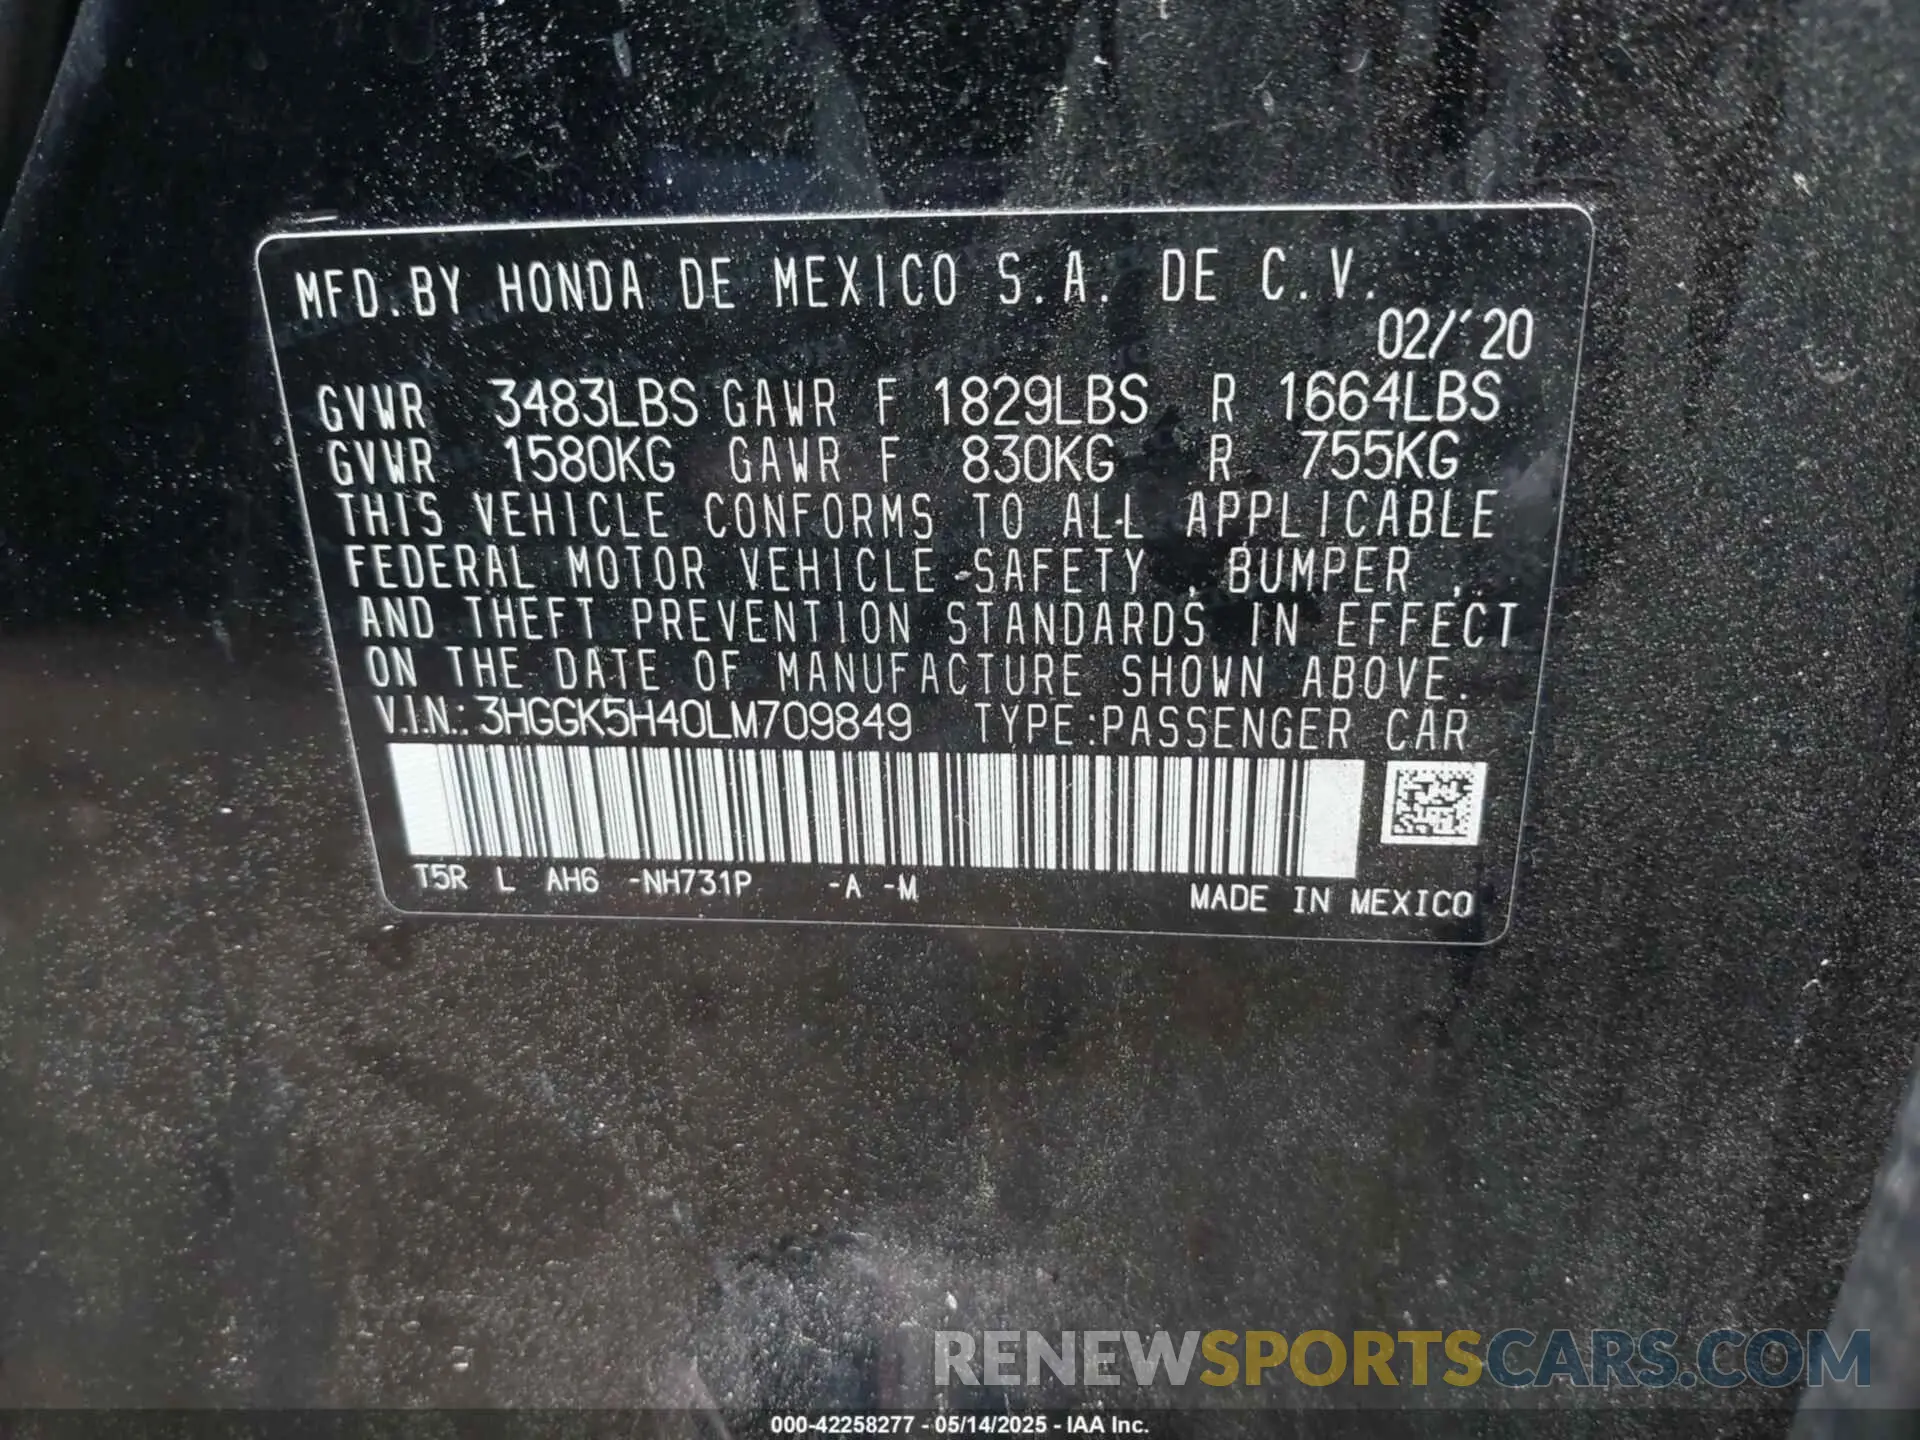 MFD. BY HONDA DE MEXICO S.A. DE C.V.
02/'20
GVWR 3483LBS GAWR F 1829LBS R 1664LBS
GVWR 1580KG GAWR F 830KG R 755KG
THIS VEHICLE CONFORMS TO ALL APPLICABLE
FEDERAL MOTOR VEHICLE SAFETY , BUMPER ,
AND THEFT PREVENTION STANDARDS IN EFFECT
ON THE DATE OF MANUFACTURE SHOWN ABOVE.
V.I.N.: 3HGGK5H40LM709849 TYPE:PASSENGER CAR
T5R L AH6 -NH731P -A -M
MADE IN MEXICO
RENEWSPORTSCARS.COM
000-42258277 - 05/14/2025 - IAA Inc.